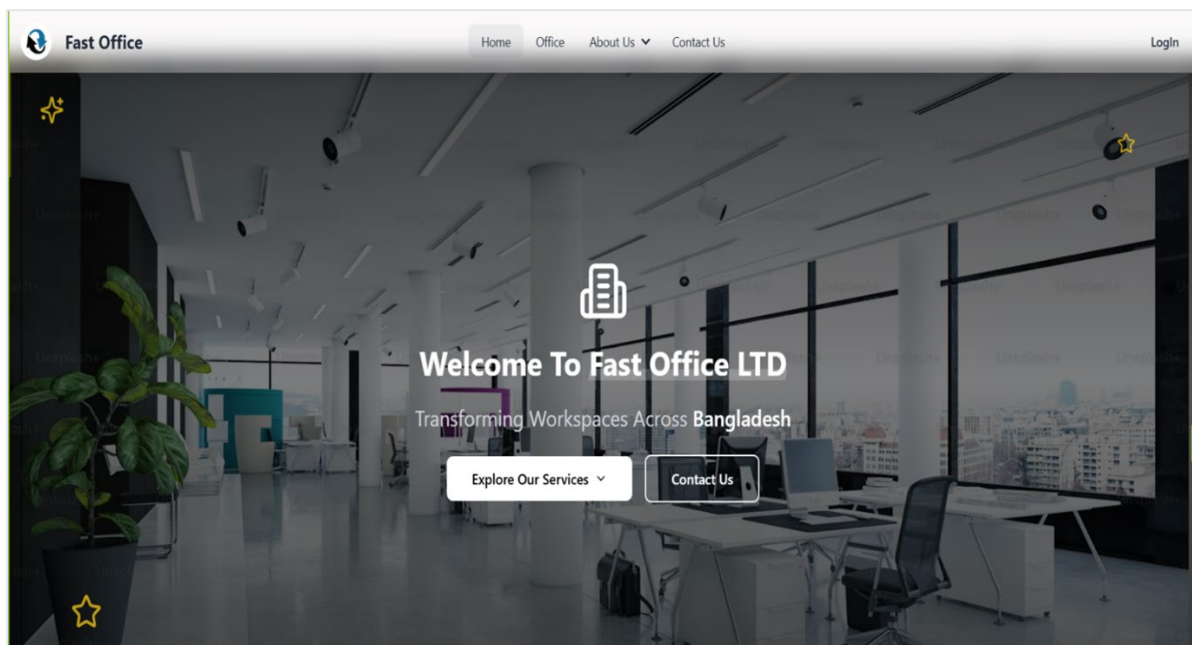 Fast Office
Home Office About Us Contact Us
LogIn
Welcome To Fast Office LTD
Transforming Workspaces Across Bangladesh
Explore Our Services
Contact Us
Unsplash+